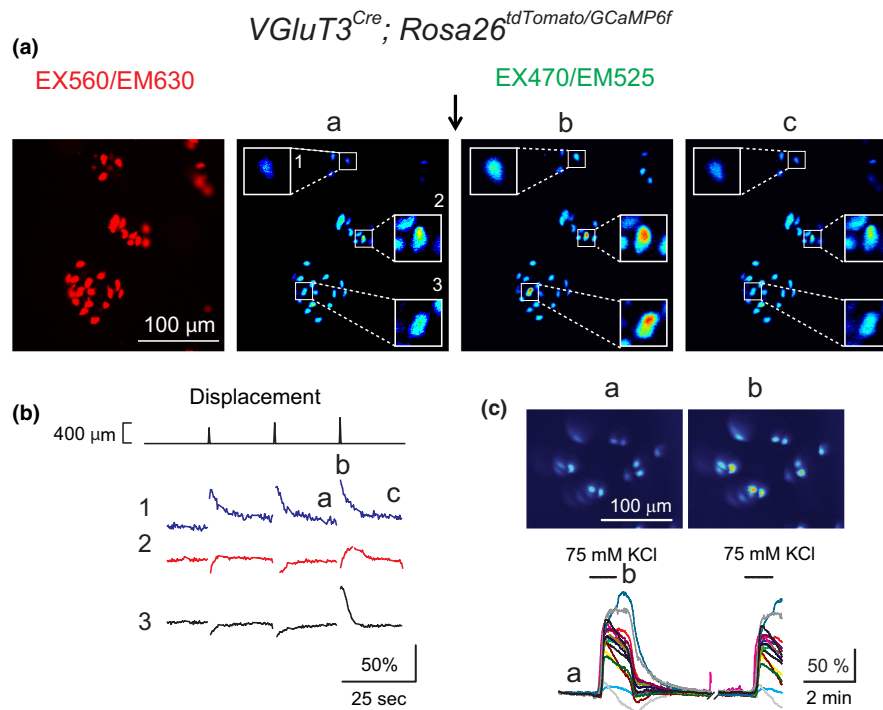 VGluT3Cre; Rosa26tdTomato/GCaMP6f
(a)
EX560/EM630
EX470/EM525
a
b
c
1
2
3
100 µm
(b)
Displacement
400 µm
b
1
a
c
2
3
50%
25 sec
(c)
a
b
100 µm
75 mM KCl
75 mM KCl
b
a
50 %
2 min